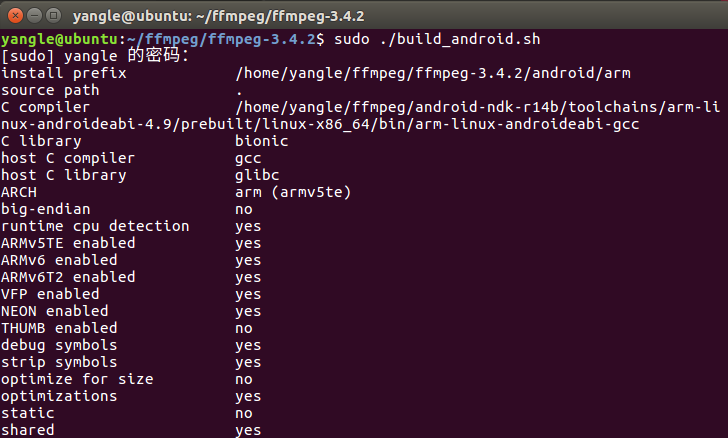 yangle@ubuntu: ~/ffmpeg/ffmpeg-3.4.2
yangle@ubuntu:~/ffmpeg/ffmpeg-3.4.2$ sudo ./build_android.sh
[sudo] yangle 的密码：
install prefix            /home/yangle/ffmpeg/ffmpeg-3.4.2/android/arm
source path               .
C compiler                /home/yangle/ffmpeg/android-ndk-r14b/toolchains/arm-li
nux-androideabi-4.9/prebuilt/linux-x86_64/bin/arm-linux-androideabi-gcc
C library                 bionic
host C compiler           gcc
host C library            glibc
ARCH                      arm (armv5te)
big-endian                no
runtime cpu detection     yes
ARMv5TE enabled           yes
ARMv6 enabled             yes
ARMv6T2 enabled           yes
VFP enabled               yes
NEON enabled              yes
THUMB enabled             no
debug symbols             yes
strip symbols             yes
optimize for size         no
optimizations             yes
static                    no
shared                    yes